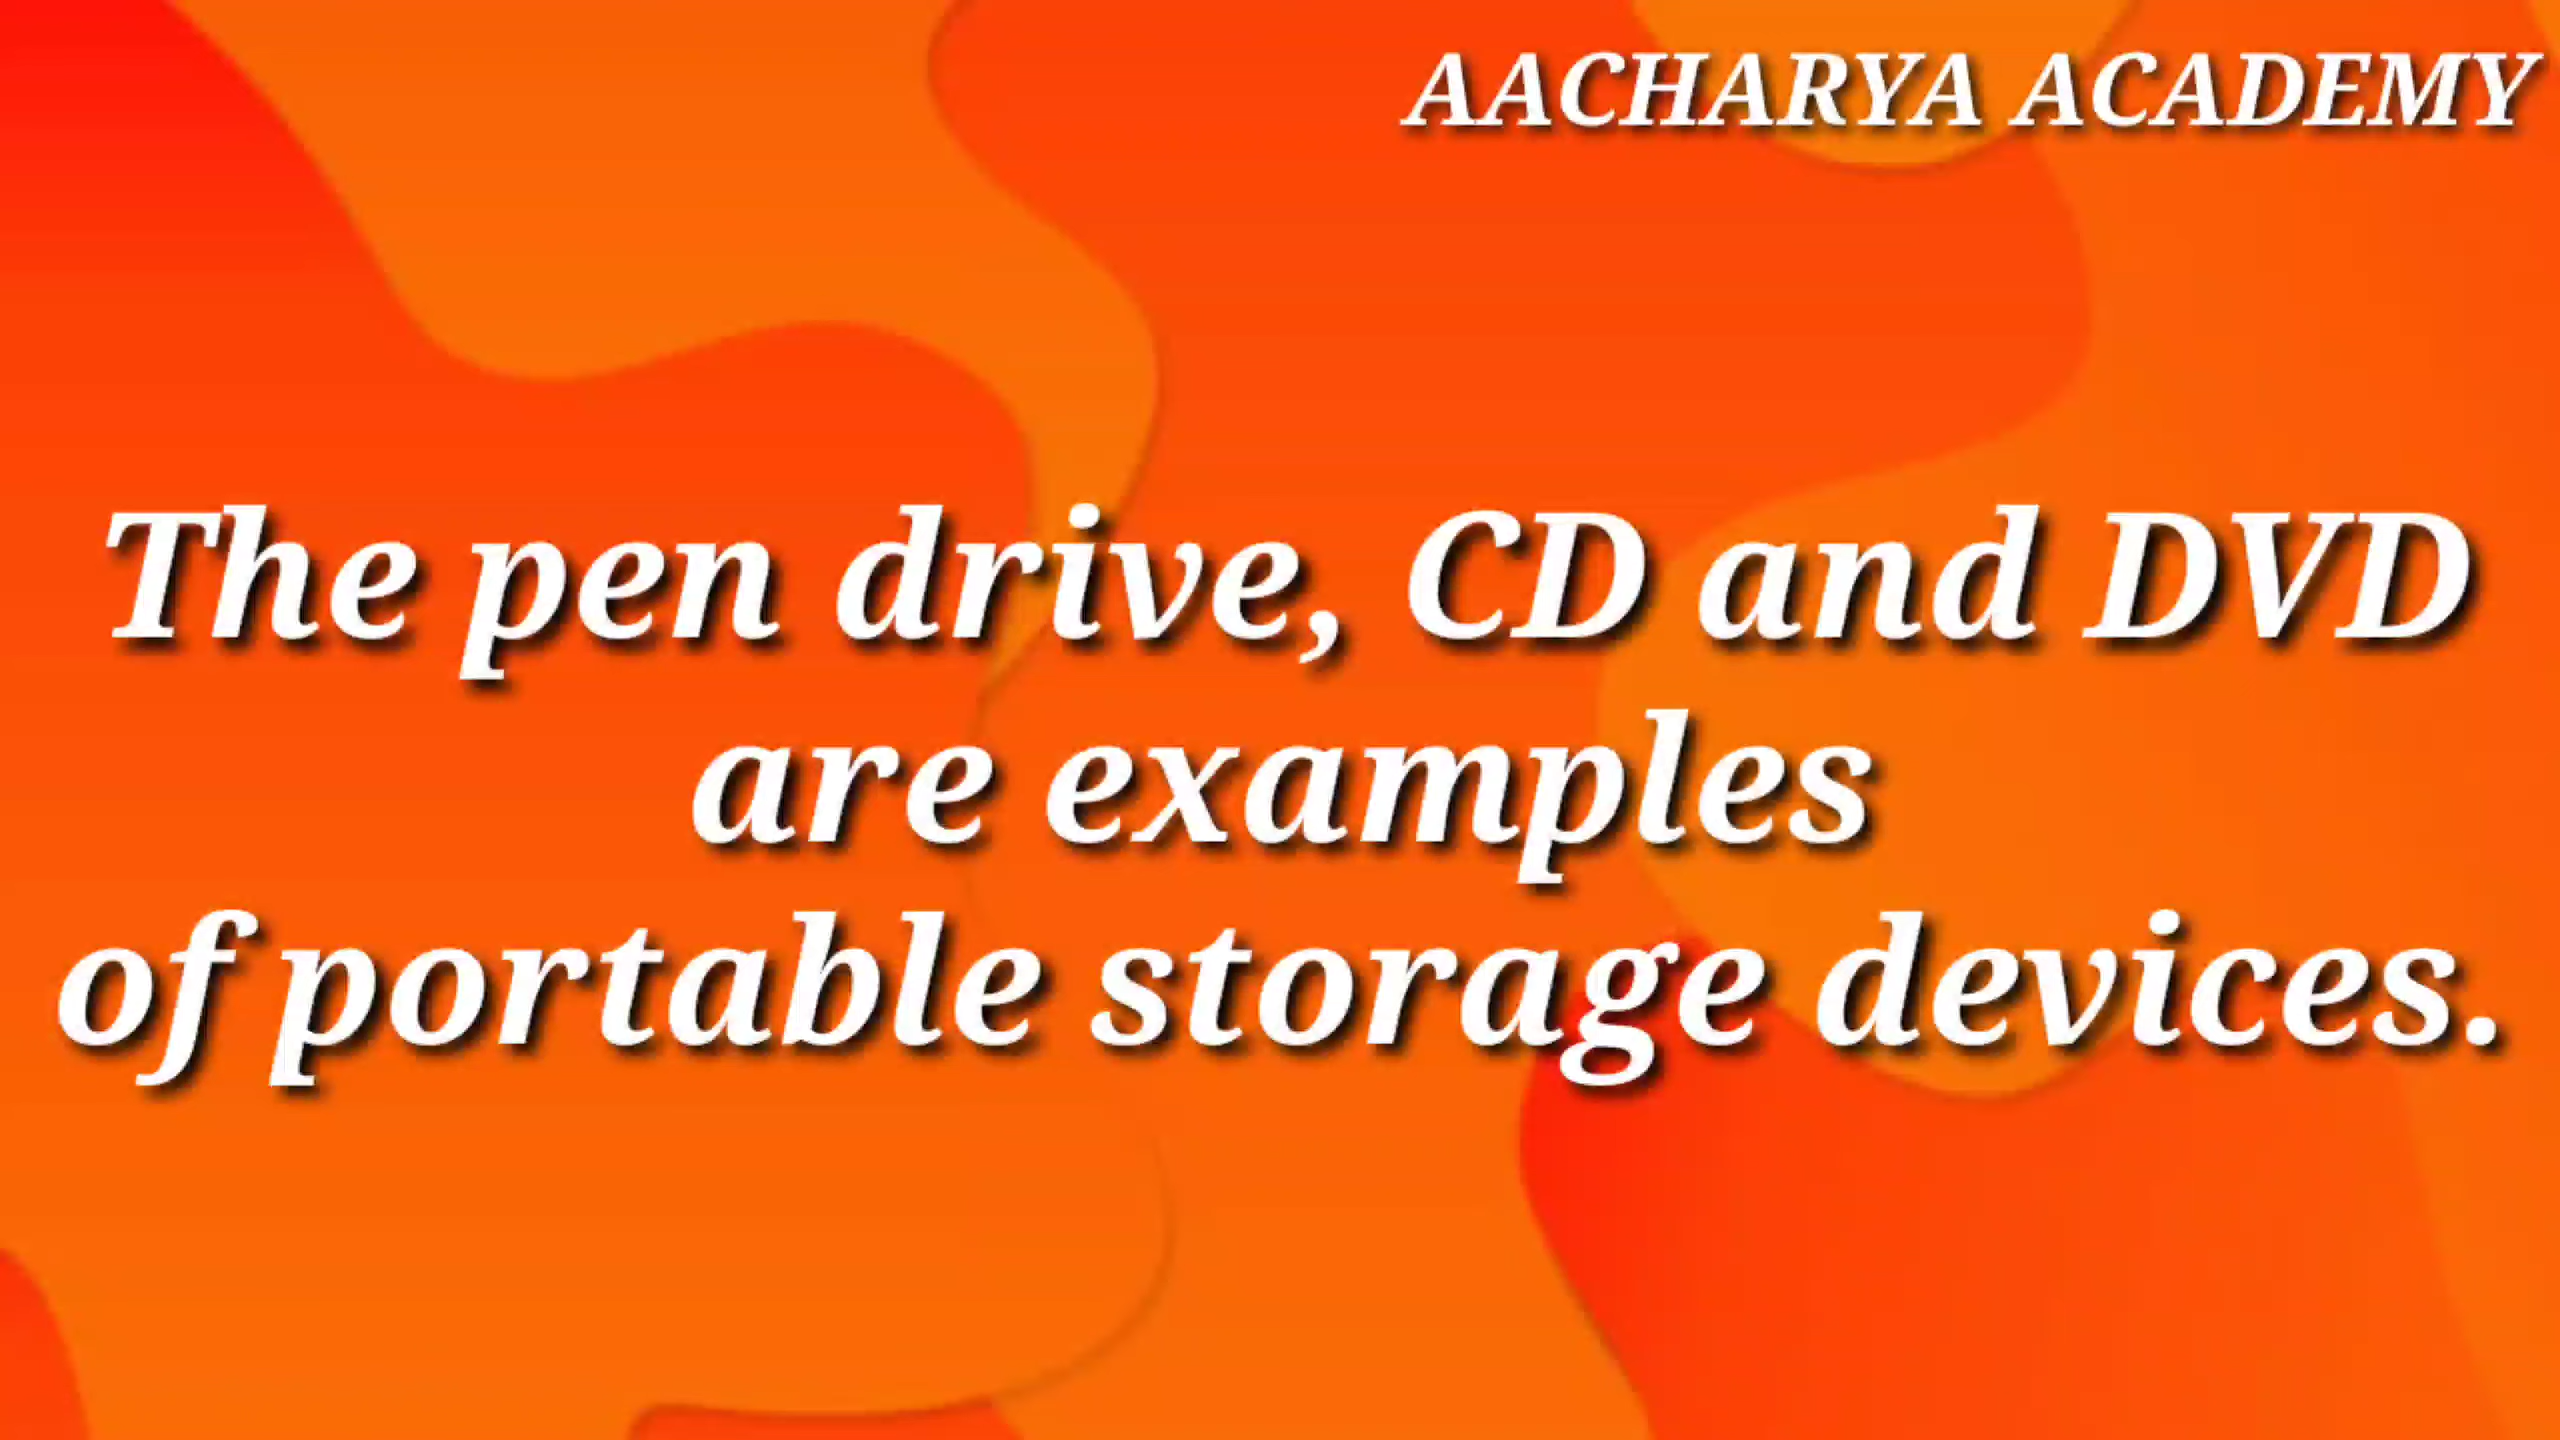 AACHARYA ACADEMY
The pen drive, CD and DVD
are examples
of portable storage devices.